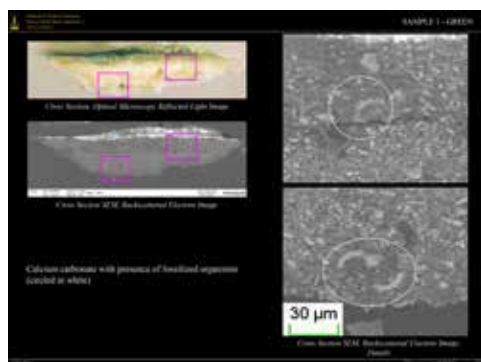 SAMPLE 1 - GREEN
Cross Section, Optical Microscopy, Reflected Light Image
Cross Section SEM, Backscattered Electron Image
Calcium carbonate with presence of fossilized organisms
(circled in white)
30 µm
Cross Section SEM, Backscattered Electron Image,
Details